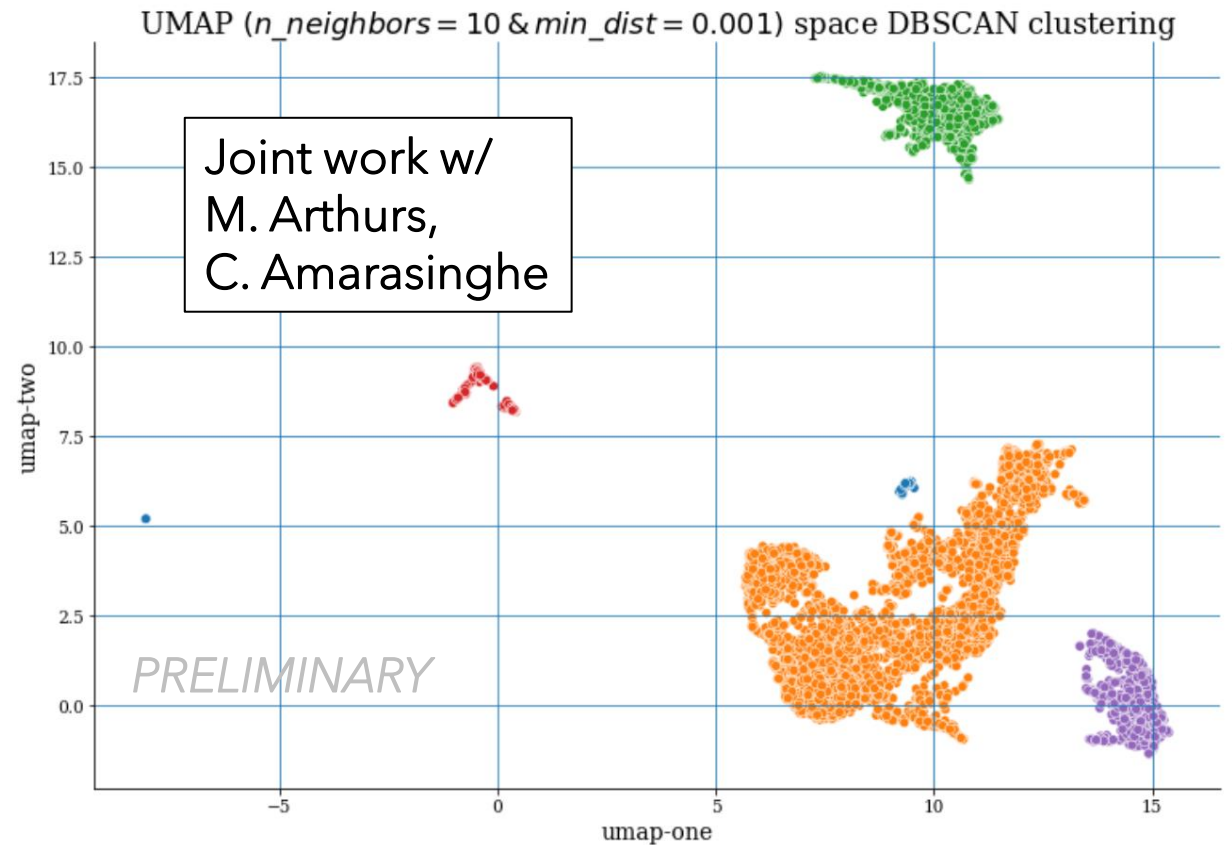 UMAP (n_neighbors = 10 & min_dist = 0.001) space DBSCAN clustering
17.5
15.0
12.5
10.0
7.5
5.0
2.5
0.0
umap-two
Joint work w/
M. Arthurs,
C. Amarasinghe
PRELIMINARY
−5
0
5
10
15
umap-one